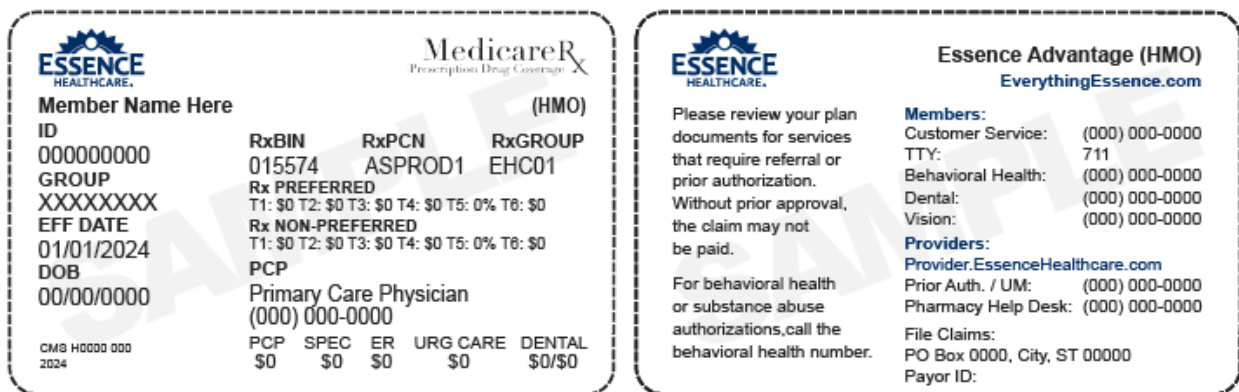 ESSENCE
HEALTHCARE®
MedicareRx
Prescription Drug Coverage
Member Name Here (HMO)
ID
000000000
GROUP
XXXXXXXX
EFF DATE
01/01/2024
DOB
00/00/0000
CMS H0000 000
2024
RxBIN RxPCN RxGROUP
015574 ASPROD1 EHC01
Rx PREFERRED
T1: $0 T2: $0 T3: $0 T4: $0 T5: 0% T6: $0
Rx NON-PREFERRED
T1: $0 T2: $0 T3: $0 T4: $0 T5: 0% T6: $0
PCP
Primary Care Physician
(000) 000-0000
PCP SPEC ER URG CARE DENTAL
$0 $0 $0 $0 $0/$0
SAMPLE
ESSENCE
HEALTHCARE®
Essence Advantage (HMO)
EverythingEssence.com
Please review your plan
documents for services
that require referral or
prior authorization.
Without prior approval,
the claim may not
be paid.
For behavioral health
or substance abuse
authorizations,call the
behavioral health number.
Members:
Customer Service: (000) 000-0000
TTY: 711
Behavioral Health: (000) 000-0000
Dental: (000) 000-0000
Vision: (000) 000-0000
Providers:
Provider.EssenceHealthcare.com
Prior Auth. / UM: (000) 000-0000
Pharmacy Help Desk: (000) 000-0000
File Claims:
PO Box 0000, City, ST 00000
Payor ID:
SAMPLE